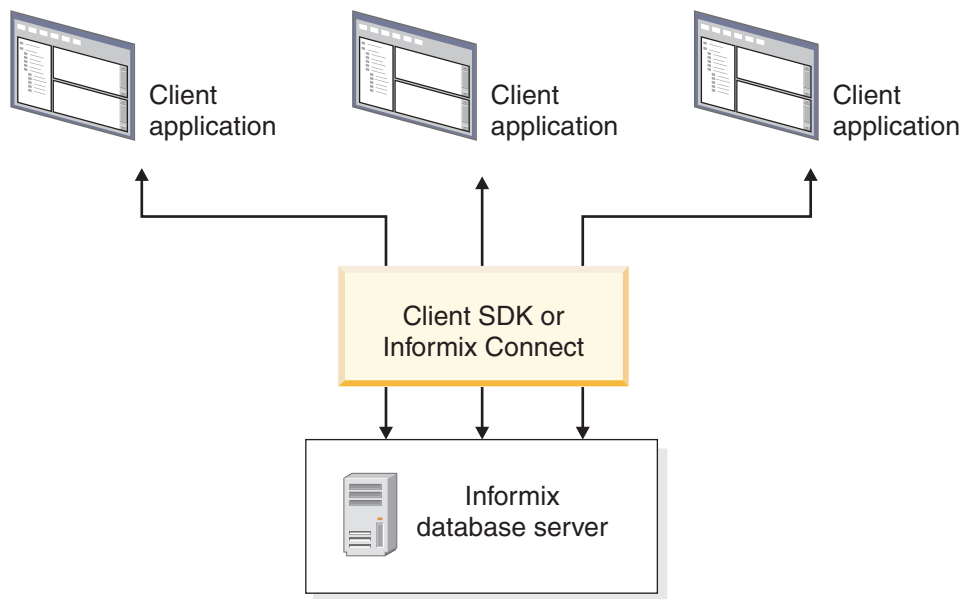 Client
application
Client
application
Client
application
Client SDK or
Informix Connect
Informix
database server